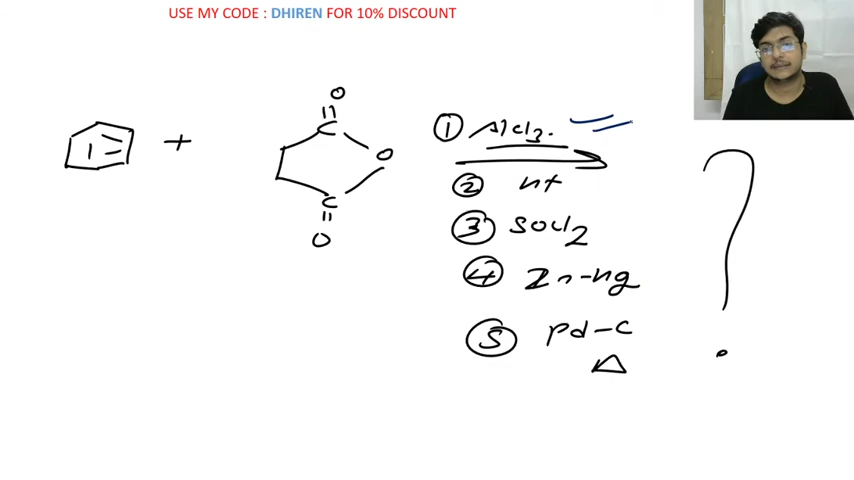 USE MY CODE : DHIREN FOR 10% DISCOUNT
O
C
O
C
O
+
① AlCl3.
② H+
③ SOCl2
④ Zn-Hg
⑤ Pd-C
Δ
?